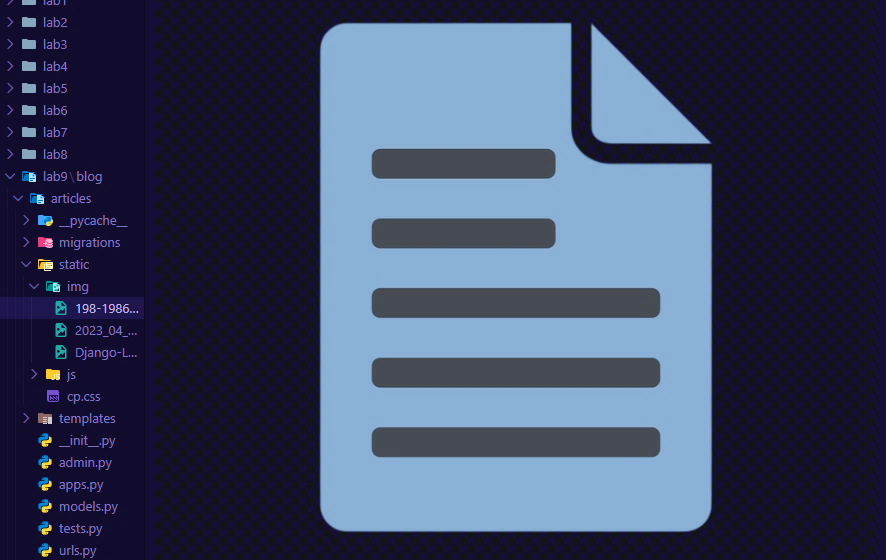 lab1
lab2
lab3
lab4
lab5
lab6
lab7
lab8
lab9\blog
articles
__pycache__
migrations
static
img
198-1986...
2023_04_...
Django-L...
js
cp.css
templates
__init__.py
admin.py
apps.py
models.py
tests.py
urls.py